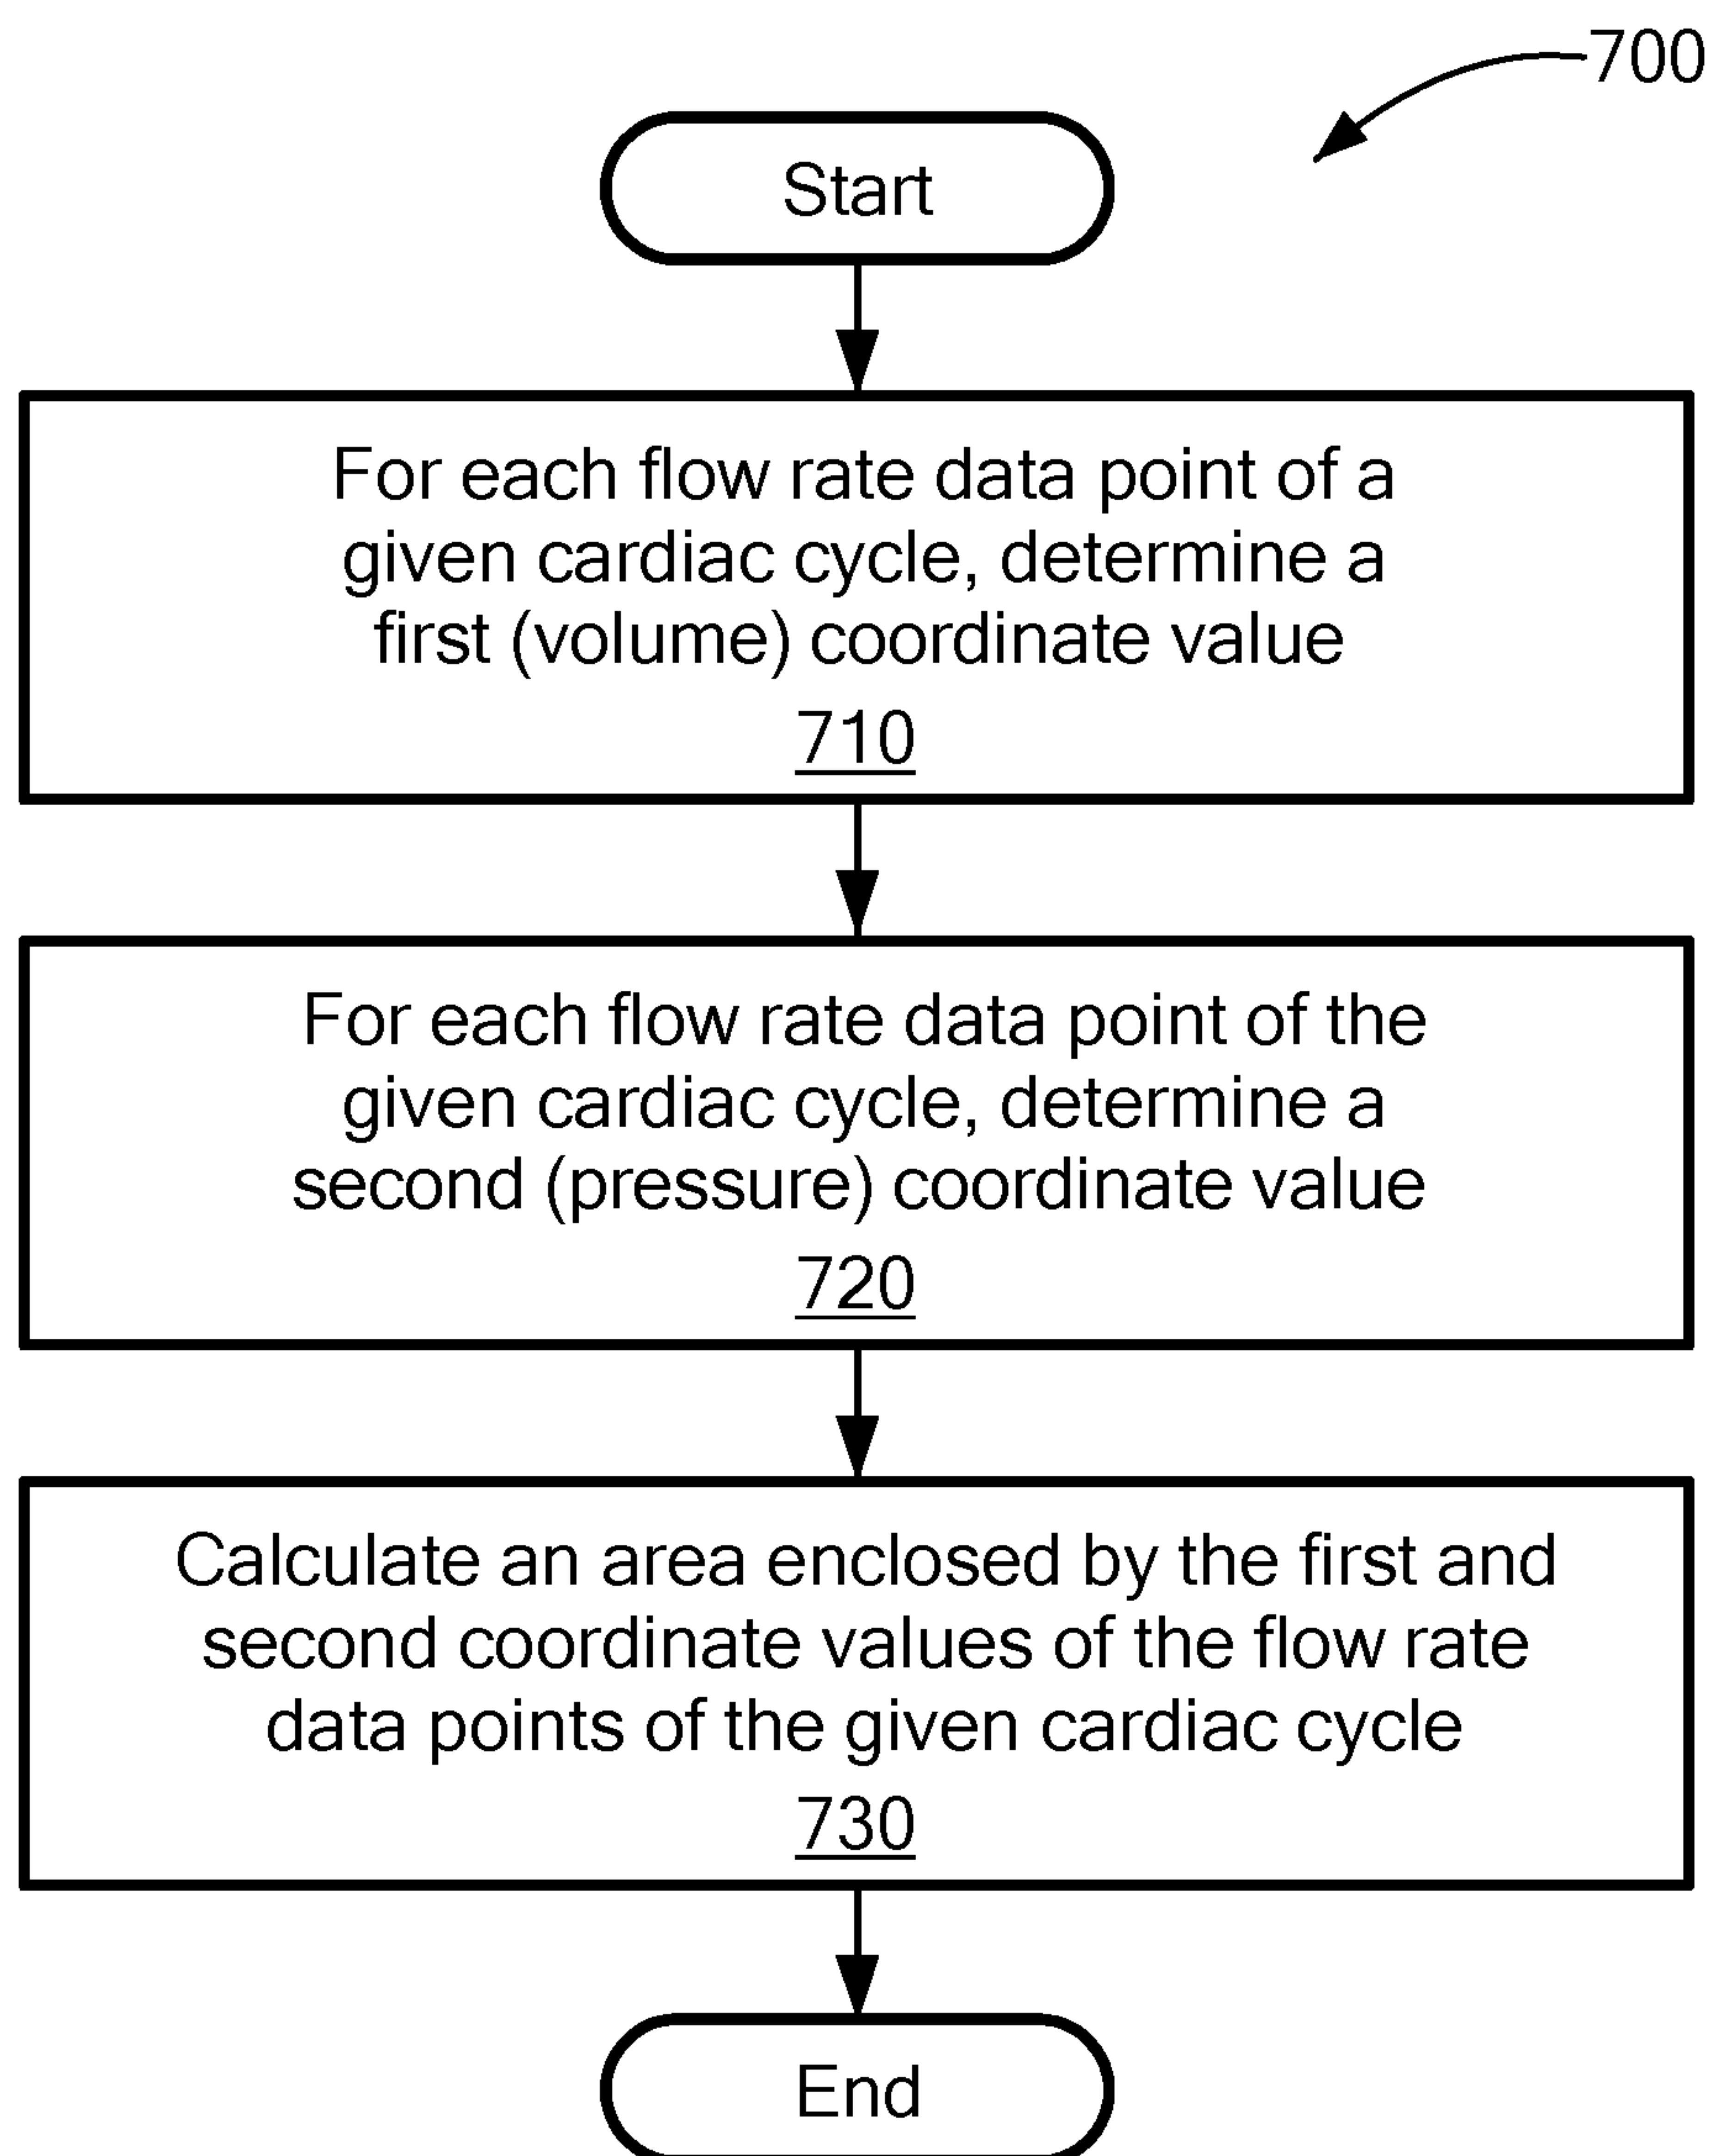 700
Start
For each flow rate data point of a
given cardiac cycle, determine a
first (volume) coordinate value
710
For each flow rate data point of the
given cardiac cycle, determine a
second (pressure) coordinate value
720
Calculate an area enclosed by the first and
second coordinate values of the flow rate
data points of the given cardiac cycle
730
End